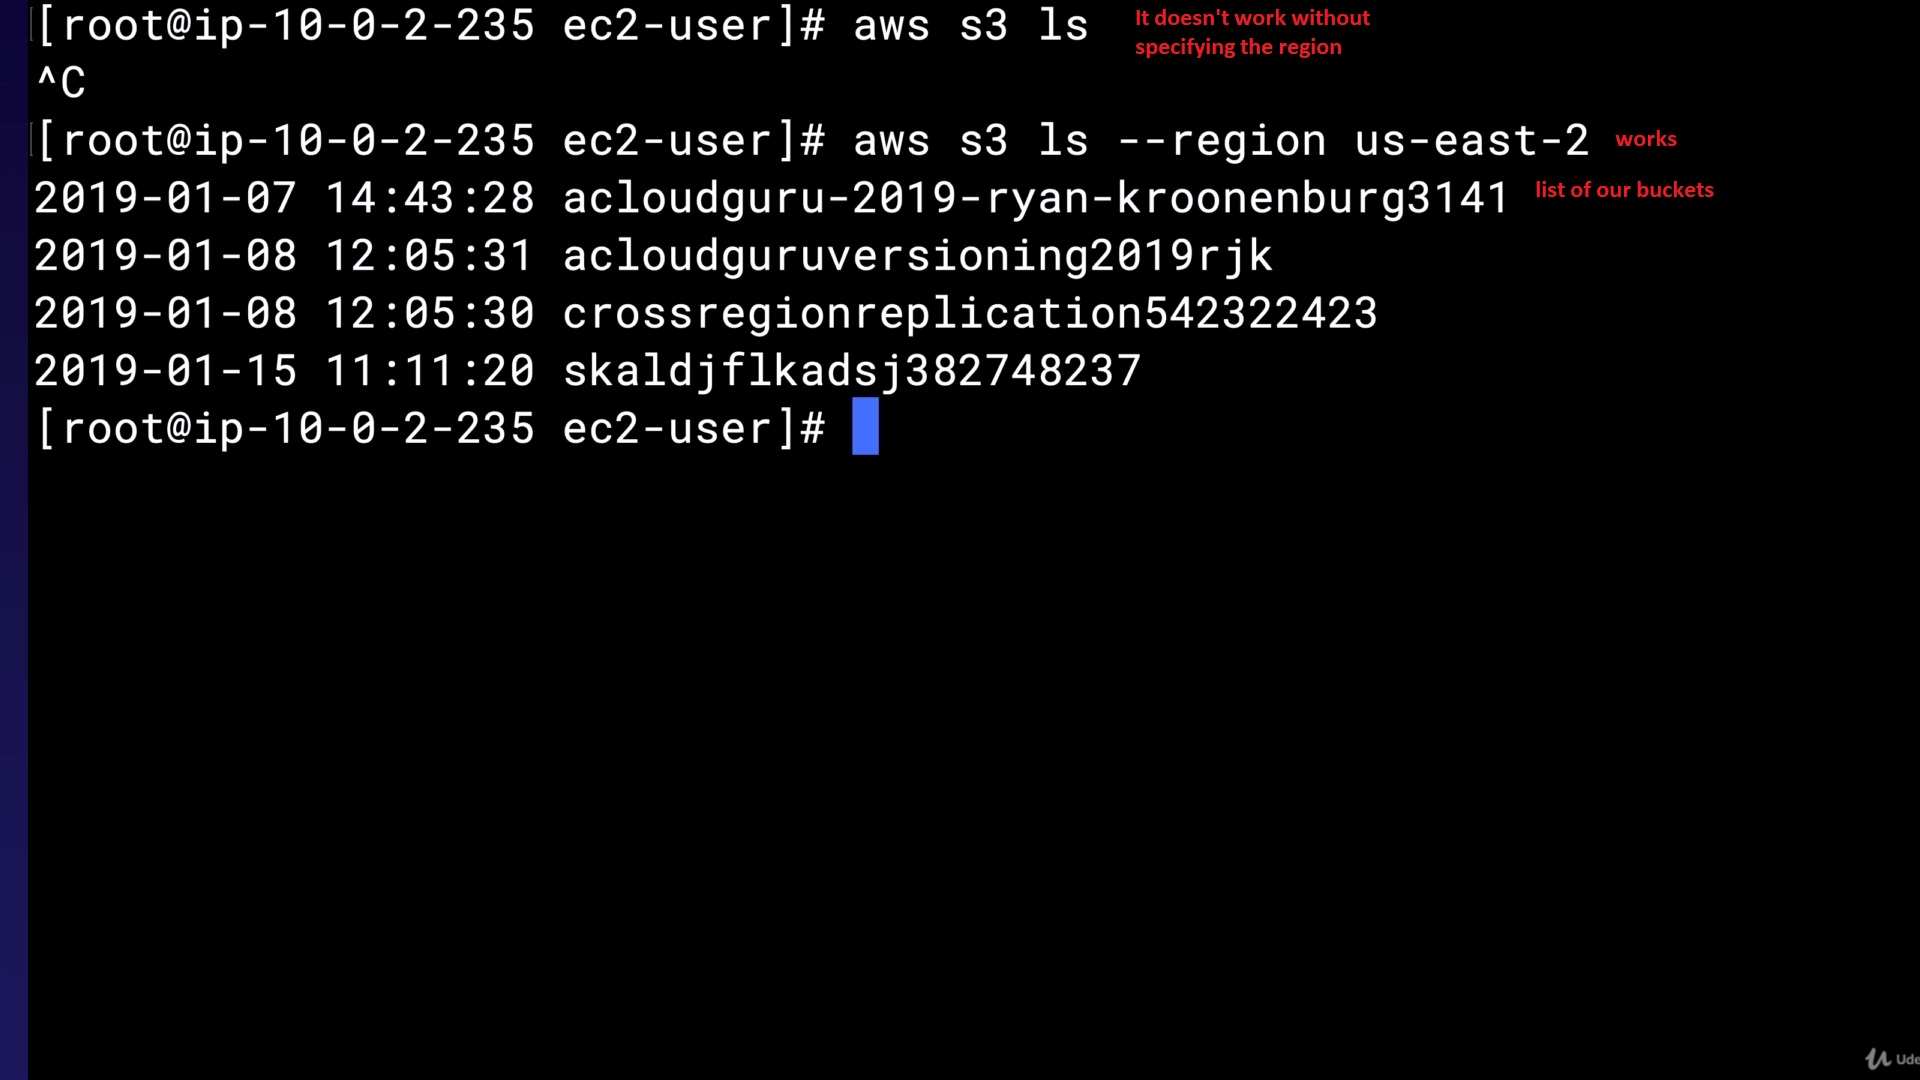 [root@ip-10-0-2-235 ec2-user]# aws s3 ls
It doesn't work without
specifying the region
^C
[root@ip-10-0-2-235 ec2-user]# aws s3 ls --region us-east-2 works
2019-01-07 14:43:28 acloudguru-2019-ryan-kroonenburg3141 list of our buckets
2019-01-08 12:05:31 acloudguruversioning2019rjk
2019-01-08 12:05:30 crossregionreplication542322423
2019-01-15 11:11:20 skaldjflkadsj382748237
[root@ip-10-0-2-235 ec2-user]#
Ude